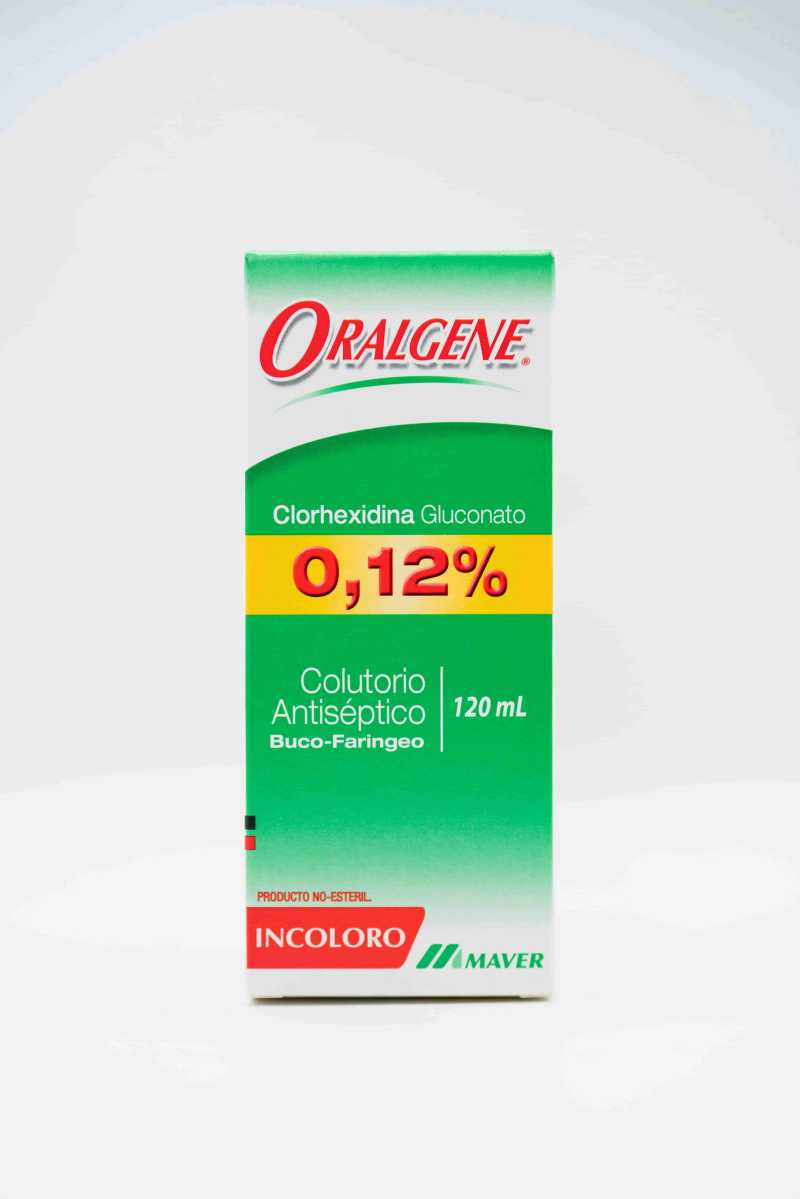 ORALGENE®
Clorhexidina Gluconato
0,12%
Colutorio
Antiséptico
Buco-Faringeo
120 mL
PRODUCTO NO-ESTERIL.
INCOLORO
MAVER